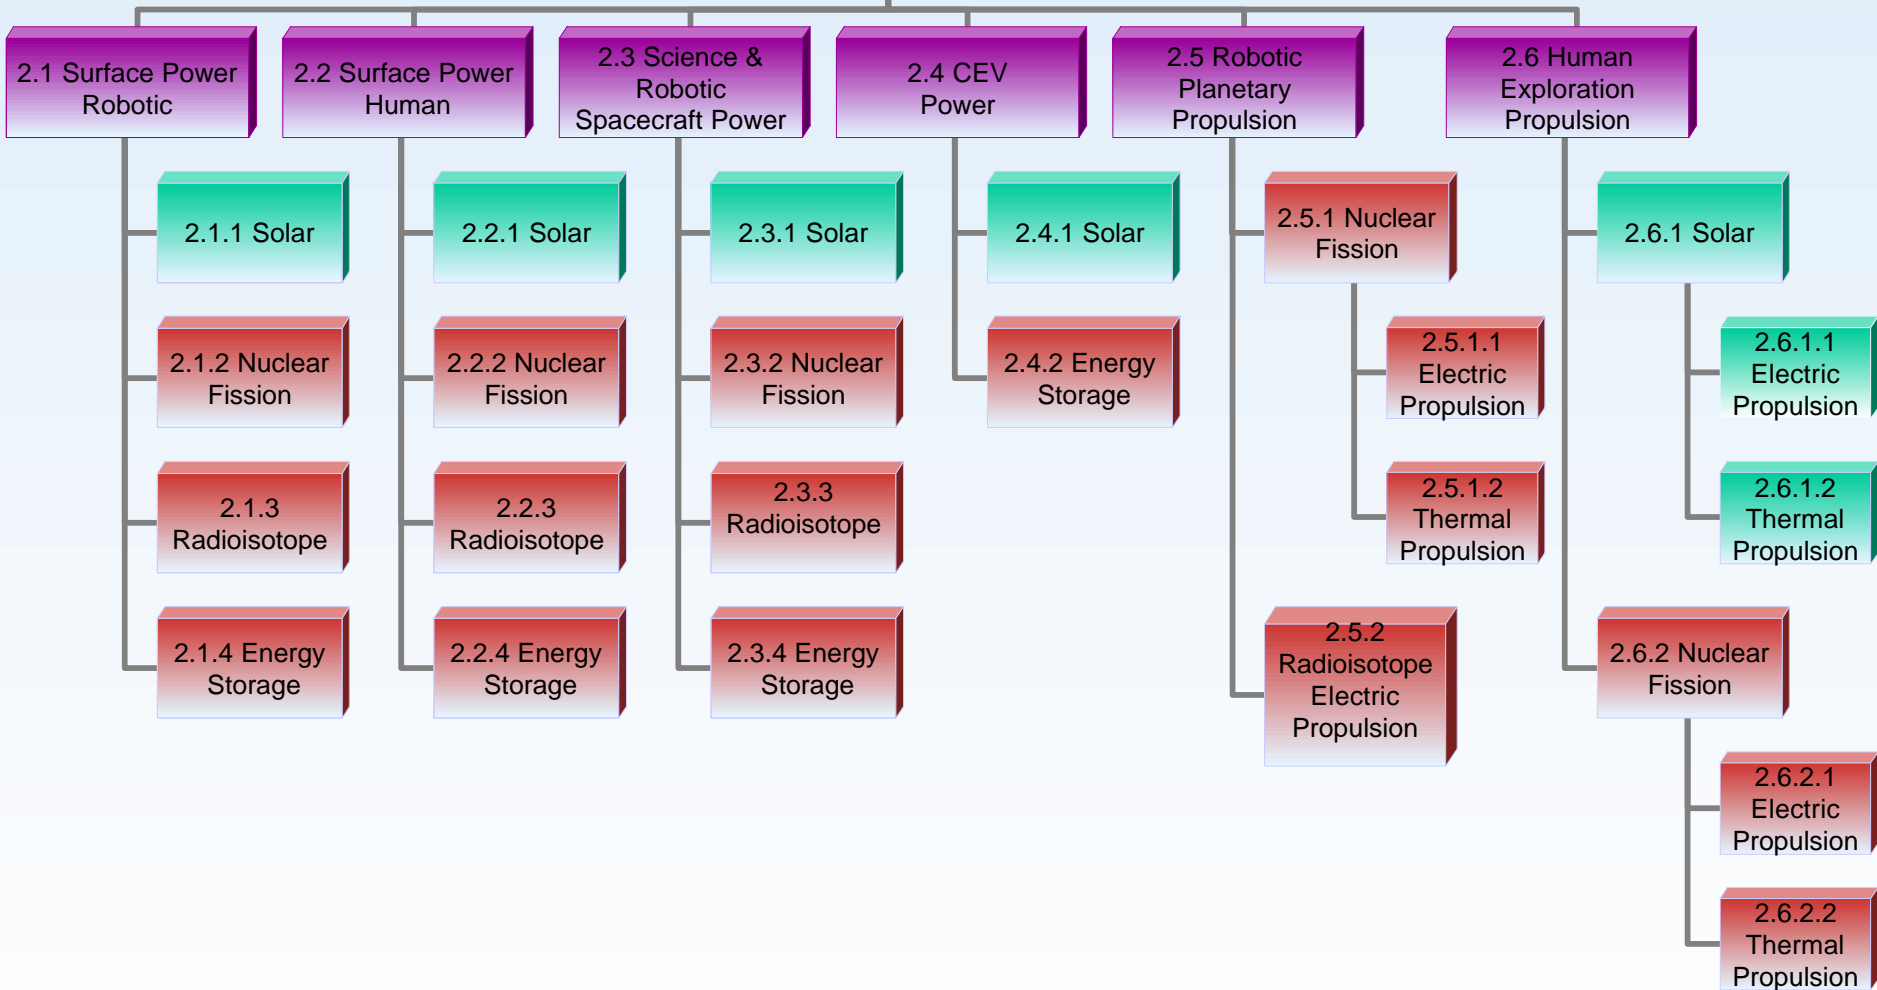 2.1 Surface Power
Robotic
2.2 Surface Power
Human
2.3 Science &
Robotic
Spacecraft Power
2.4 CEV
Power
2.5 Robotic
Planetary
Propulsion
2.6 Human
Exploration
Propulsion
2.1.1 Solar
2.2.1 Solar
2.3.1 Solar
2.4.1 Solar
2.5.1 Nuclear
Fission
2.6.1 Solar
2.1.2 Nuclear
Fission
2.2.2 Nuclear
Fission
2.3.2 Nuclear
Fission
2.4.2 Energy
Storage
2.5.1.1
Electric
Propulsion
2.6.1.1
Electric
Propulsion
2.1.3
Radioisotope
2.2.3
Radioisotope
2.3.3
Radioisotope
2.5.1.2
Thermal
Propulsion
2.6.1.2
Thermal
Propulsion
2.1.4 Energy
Storage
2.2.4 Energy
Storage
2.3.4 Energy
Storage
2.5.2
Radioisotope
Electric
Propulsion
2.6.2 Nuclear
Fission
2.6.2.1
Electric
Propulsion
2.6.2.2
Thermal
Propulsion